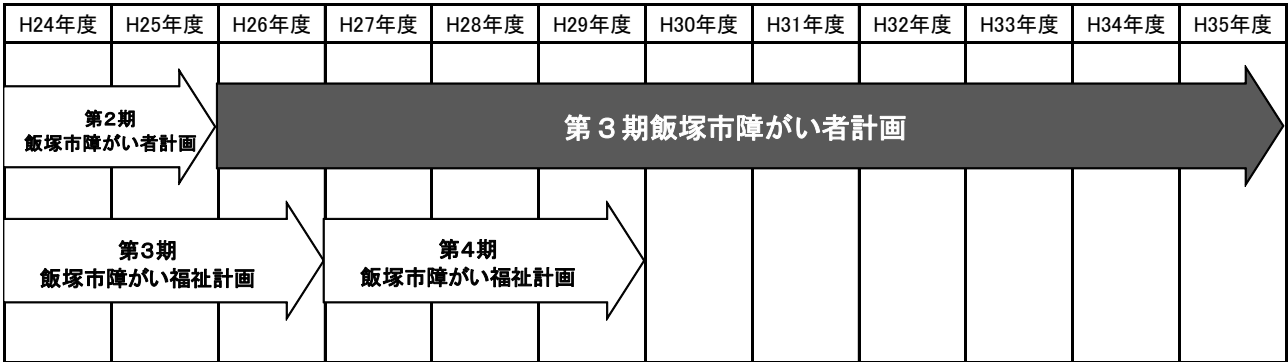 H24年度 H25年度 H26年度 H27年度 H28年度 H29年度 H30年度 H31年度 H32年度 H33年度 H34年度 H35年度
第2期
飯塚市障がい者計画
第３期飯塚市障がい者計画
第3期
飯塚市障がい福祉計画
第4期
飯塚市障がい福祉計画